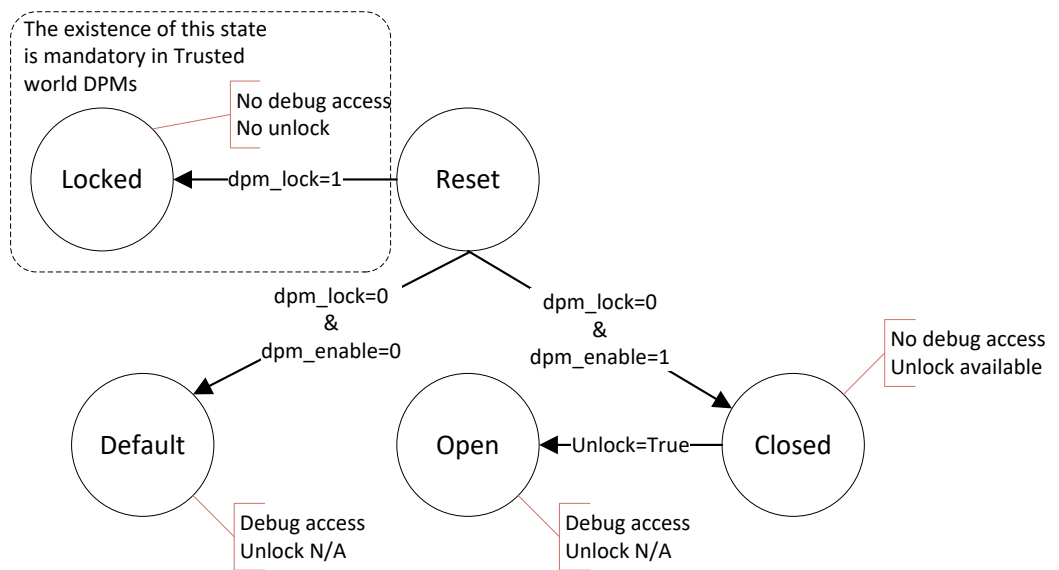 The existence of this state
is mandatory in Trusted
world DPMs
No debug access
No unlock
Locked
dpm_lock=1
Reset
dpm_lock=0
&
dpm_enable=0
dpm_lock=0
&
dpm_enable=1
No debug access
Unlock available
Default
Open
Unlock=True
Closed
Debug access
Unlock N/A
Debug access
Unlock N/A